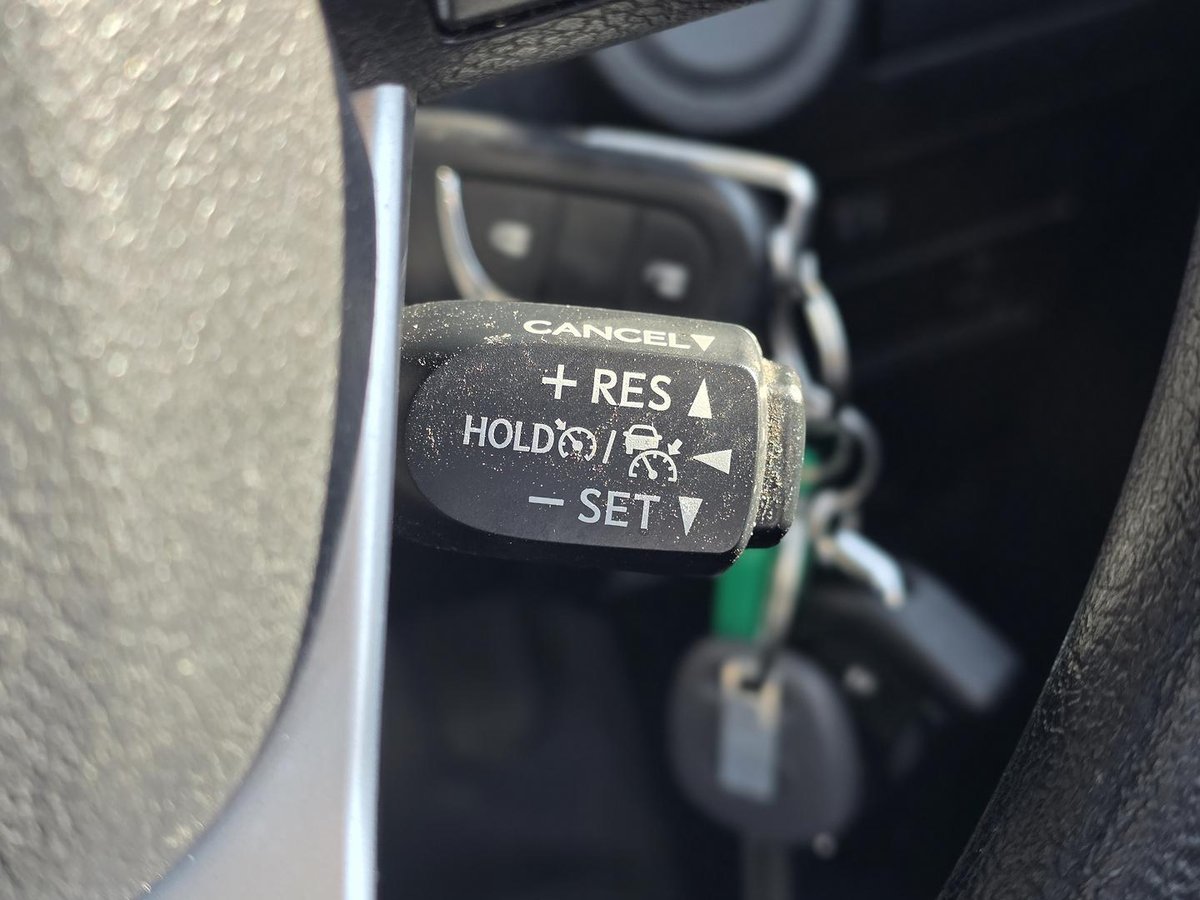 CANCEL▼
+ RES ▲
HOLD / ◀
− SET ▼